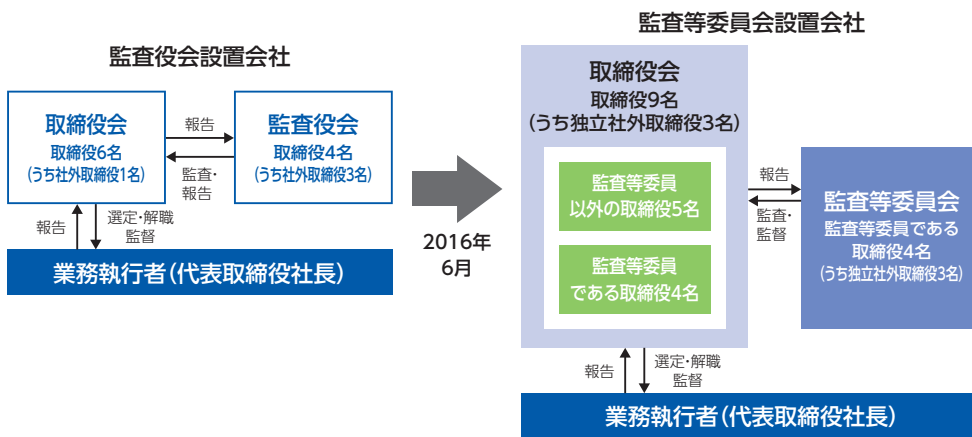 監査役会設置会社
取締役会
取締役6名
(うち社外取締役1名)
報告
監査・
報告
監査役会
取締役4名
(うち社外取締役3名)
報告
選定・解職
監督
業務執行者(代表取締役社長)
2016年
6月
監査等委員会設置会社
取締役会
取締役9名
(うち独立社外取締役3名)
監査等委員
以外の取締役5名
監査等委員
である取締役4名
報告
監査・
監督
監査等委員会
監査等委員である
取締役4名
(うち独立社外取締役3名)
報告
選定・解職
監督
業務執行者(代表取締役社長)